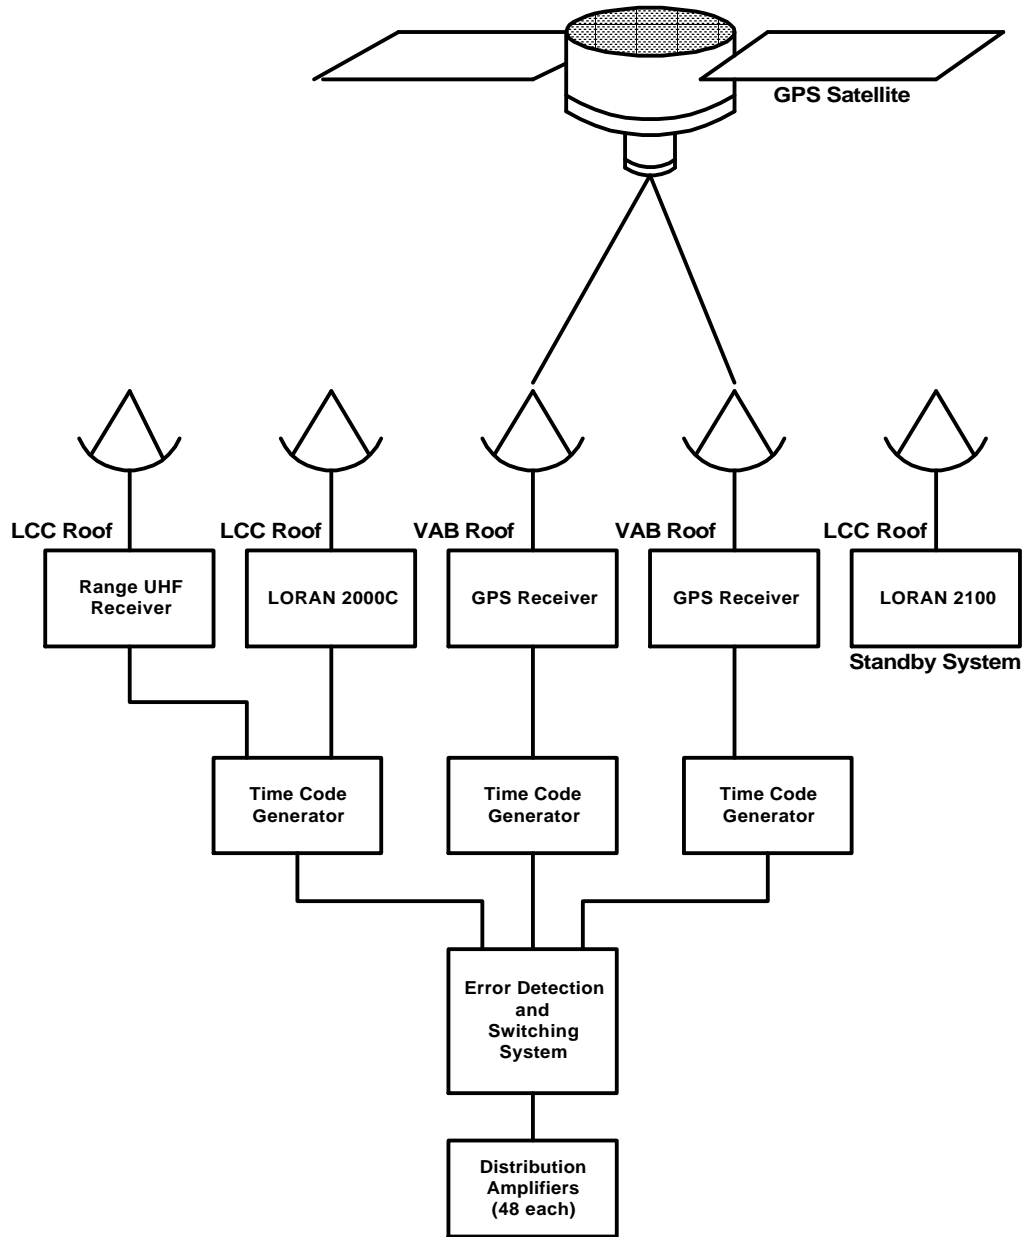 GPS Satellite
LCC Roof
LCC Roof
VAB Roof
VAB Roof
LCC Roof
Range UHF
Receiver
LORAN 2000C
GPS Receiver
GPS Receiver
LORAN 2100
Standby System
Time Code
Generator
Time Code
Generator
Time Code
Generator
Error Detection
and
Switching
System
Distribution
Amplifiers
(48 each)